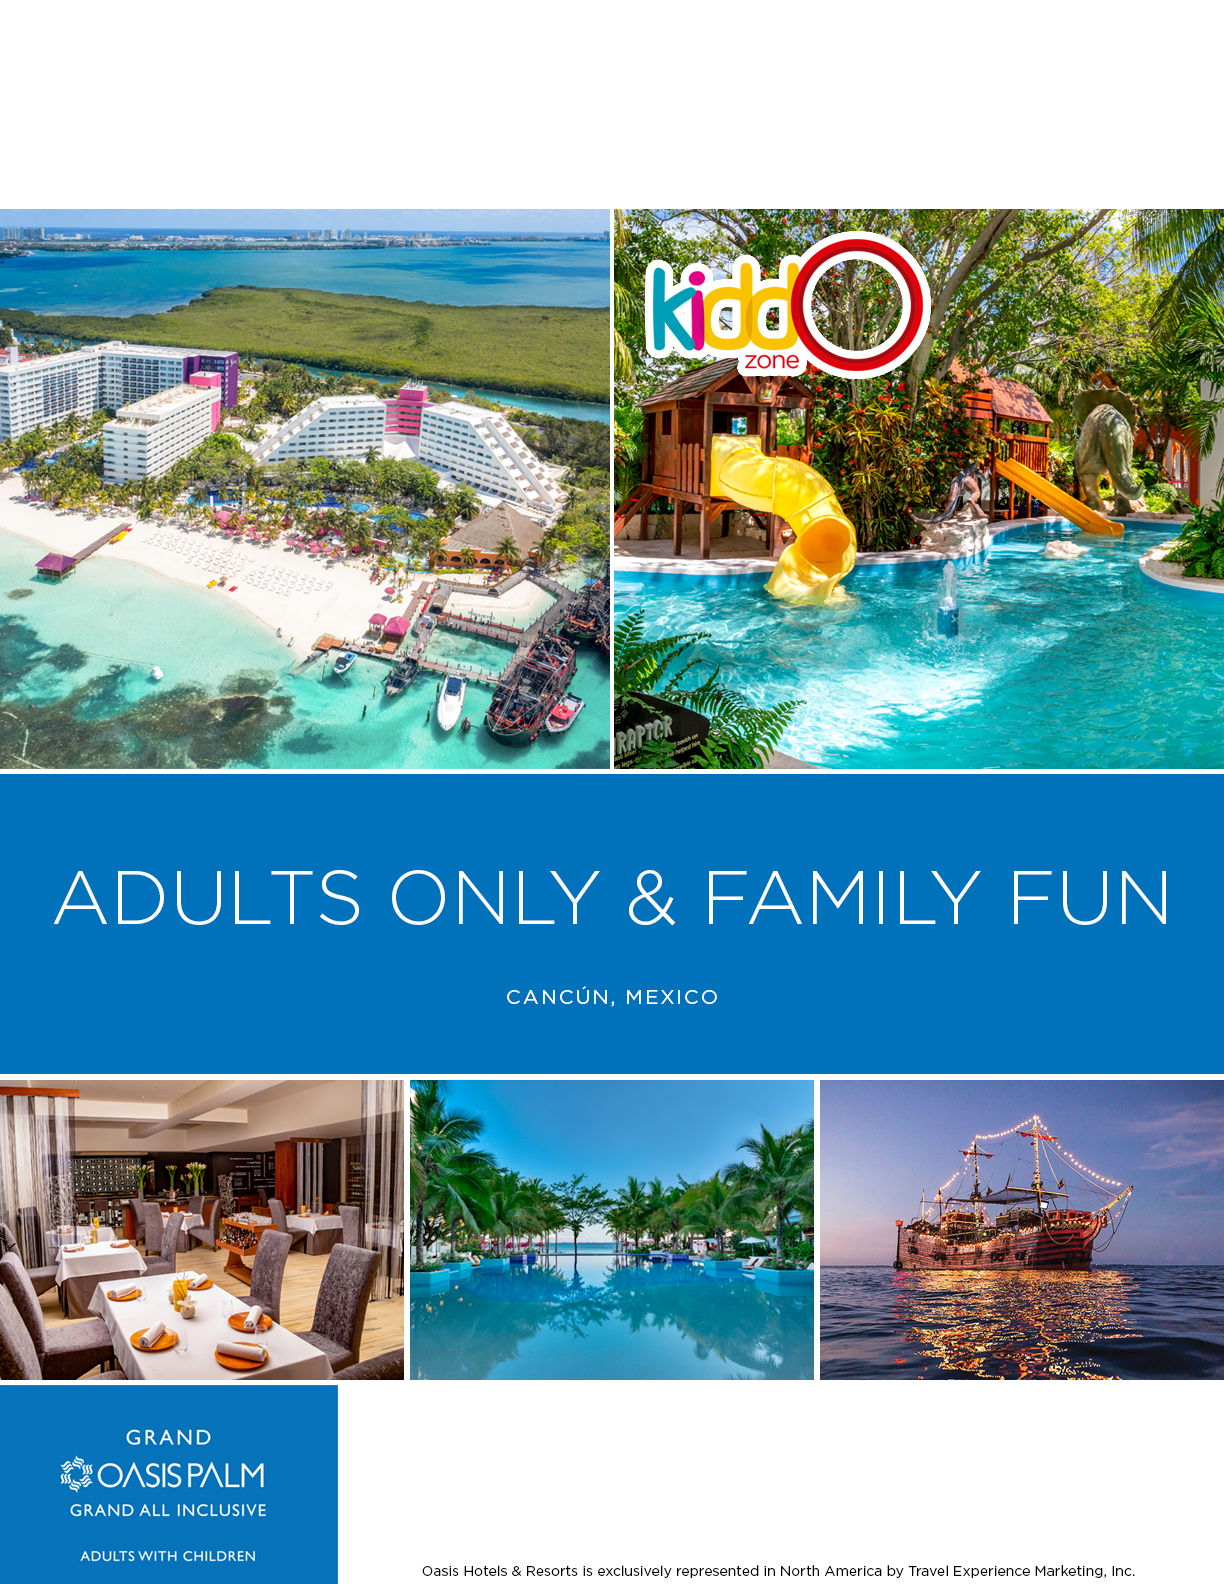 kiddO
zone
RAPTOR
ADULTS ONLY & FAMILY FUN
CANCÚN, MEXICO
GRAND
OASIS PALM
GRAND ALL INCLUSIVE
ADULTS WITH CHILDREN
Oasis Hotels & Resorts is exclusively represented in North America by Travel Experience Marketing, Inc.